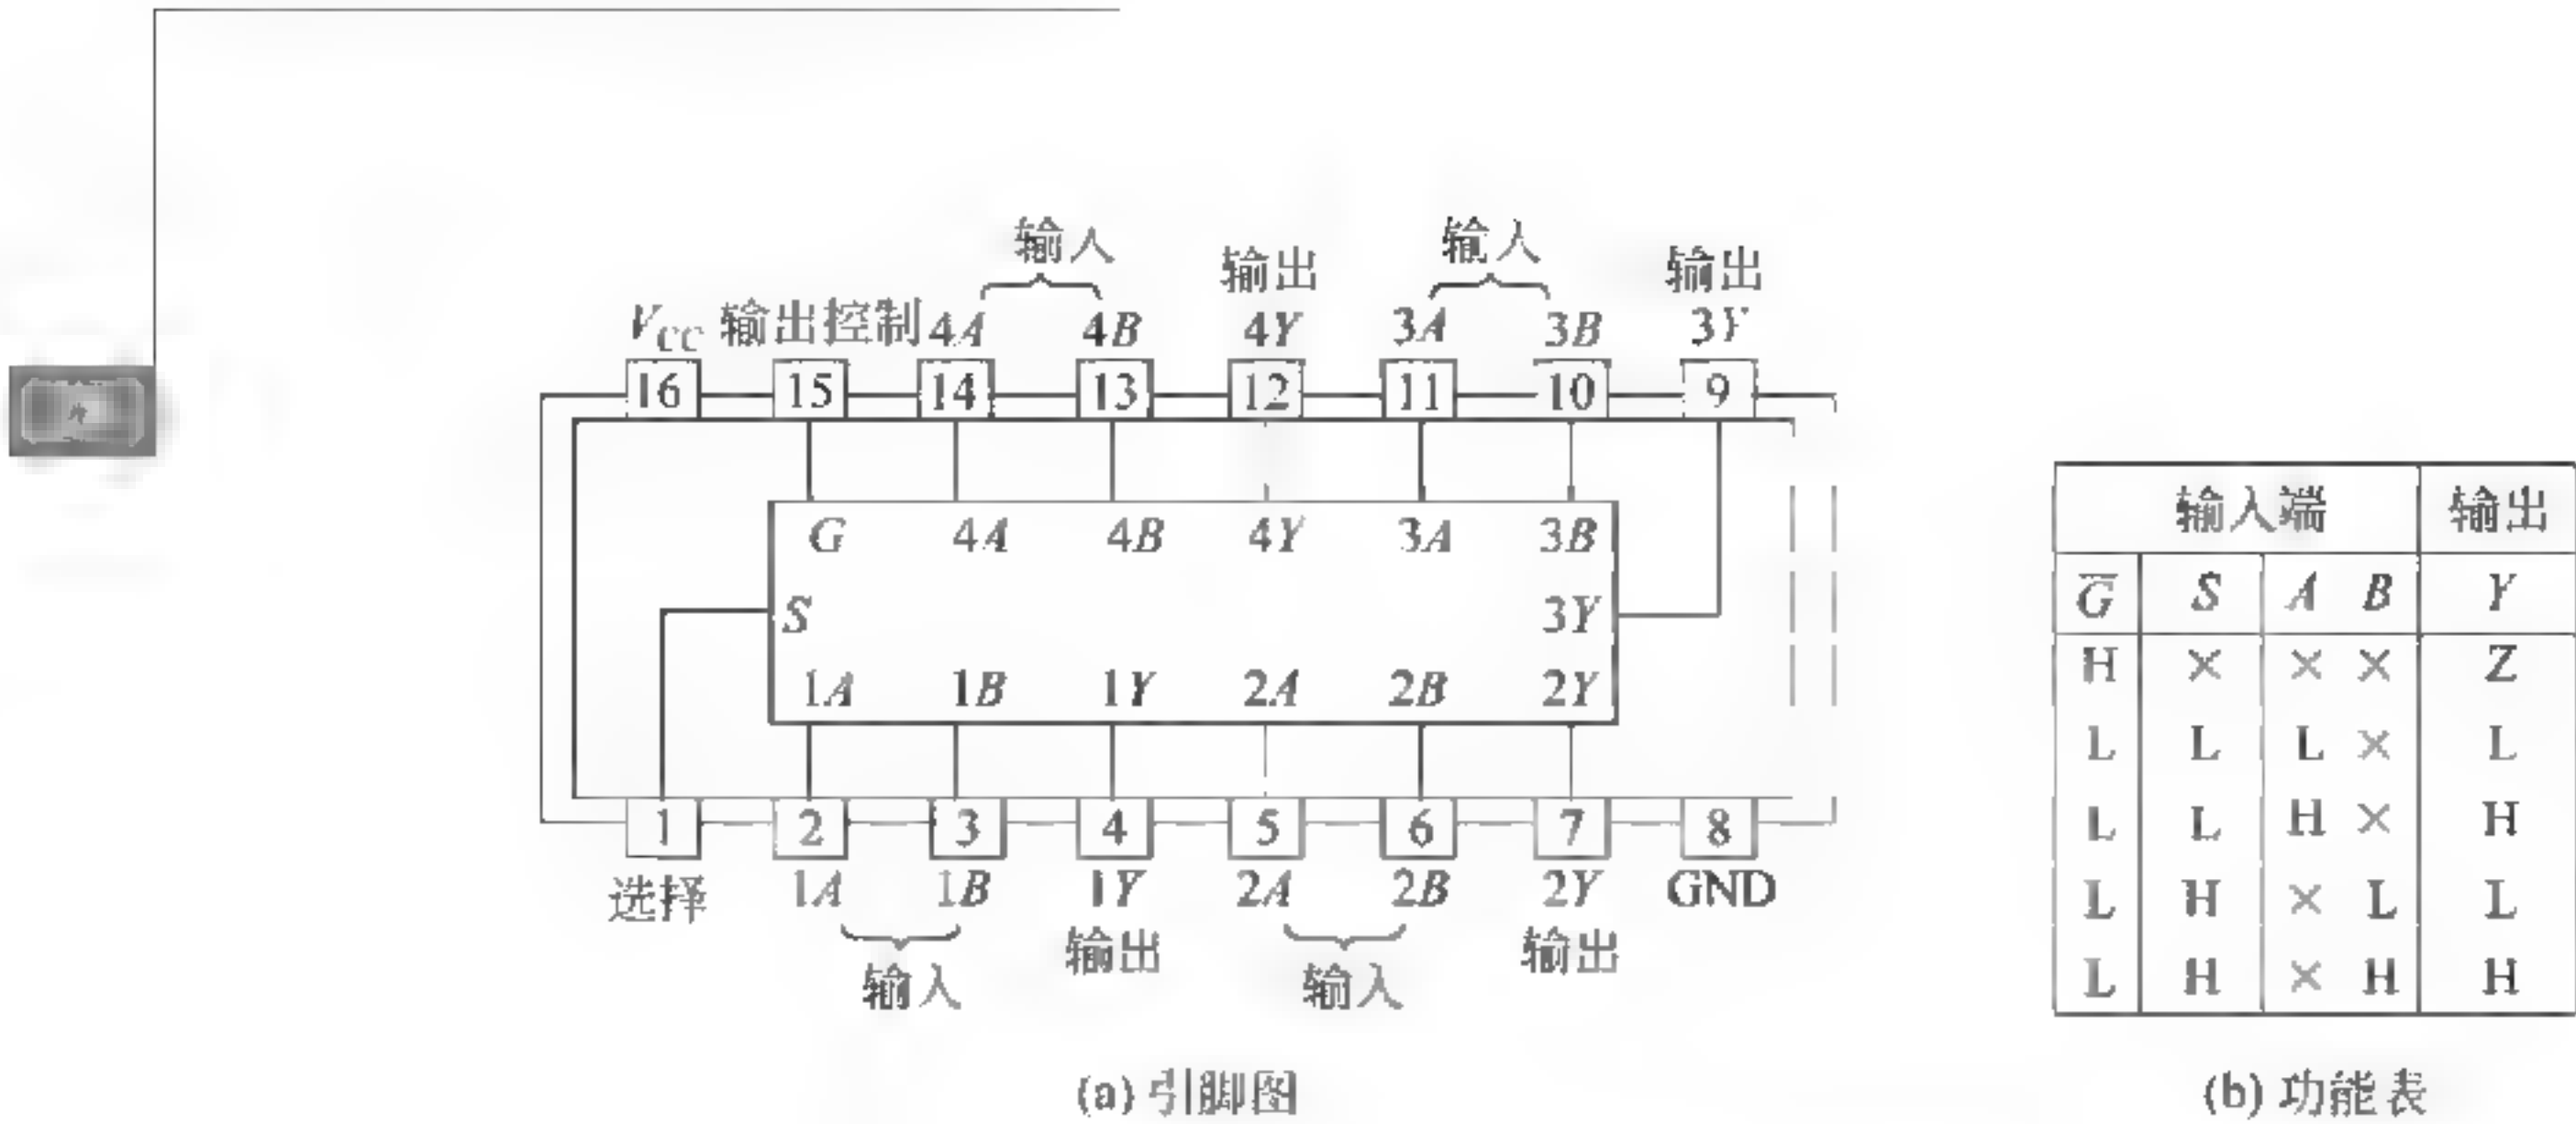 输入 输入
输出 输出
V_CC 输出控制 4A 4B 4Y 3A 3B 3Y
16 15 14 13 12 11 10 9
G 4A 4B 4Y 3A 3B
S 3Y
1A 1B 1Y 2A 2B 2Y
1 2 3 4 5 6 7 8
选择 1A 1B 1Y 2A 2B 2Y GND
输出 输出
输入 输入
(a) 引脚图
输入端 输出
G̅ S A B Y
H × × × Z
L L L × L
L L H × H
L H × L L
L H × H H
(b) 功能表